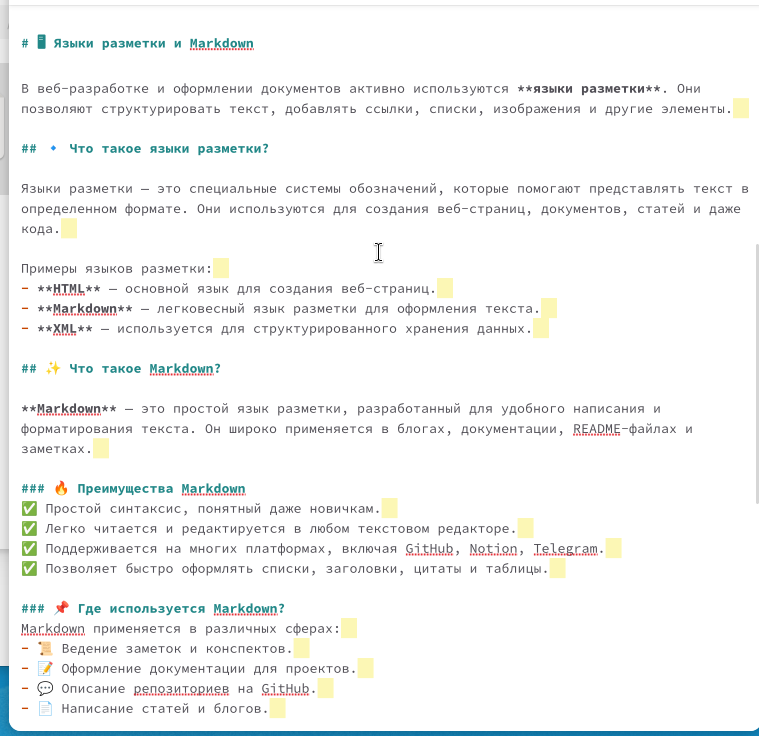 # 🖥 Языки разметки и Markdown
В веб-разработке и оформлении документов активно используются **языки разметки**. Они
позволяют структурировать текст, добавлять ссылки, списки, изображения и другие элементы.
## 🔹 Что такое языки разметки?
Языки разметки — это специальные системы обозначений, которые помогают представлять текст в
определенном формате. Они используются для создания веб-страниц, документов, статей и даже
кода.
Примеры языков разметки:
- **HTML** — основной язык для создания веб-страниц.
- **Markdown** — легковесный язык разметки для оформления текста.
- **XML** — используется для структурированного хранения данных.
## ✨ Что такое Markdown?
**Markdown** — это простой язык разметки, разработанный для удобного написания и
форматирования текста. Он широко применяется в блогах, документации, README-файлах и
заметках.
### 🔥 Преимущества Markdown
✅ Простой синтаксис, понятный даже новичкам.
✅ Легко читается и редактируется в любом текстовом редакторе.
✅ Поддерживается на многих платформах, включая GitHub, Notion, Telegram.
✅ Позволяет быстро оформлять списки, заголовки, цитаты и таблицы.
### 📌 Где используется Markdown?
Markdown применяется в различных сферах:
- 📜 Ведение заметок и конспектов.
- 📝 Оформление документации для проектов.
- 💬 Описание репозиториев на GitHub.
- 📄 Написание статей и блогов.